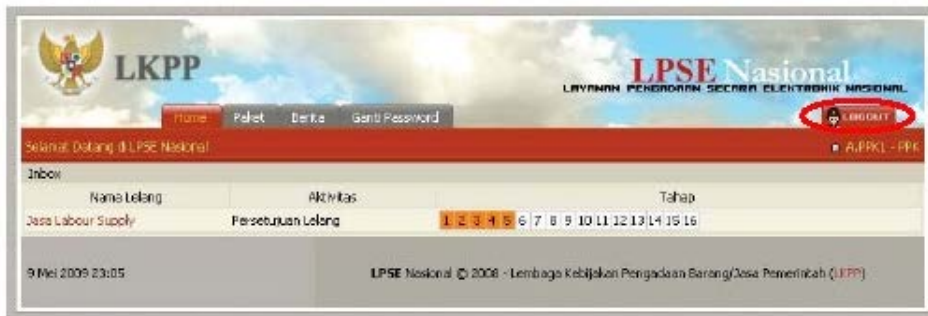 LKPP
LPSE Nasional
LAYANAN PENGADAAN SECARA ELEKTRONIK NASIONAL
Home Paket Berita Ganti Password LOGOUT
Selamat Datang di LPSE Nasional A.PPK1 - PPK
Inbox
Nama Lelang Aktivitas Tahap
Jasa Labour Supply Persetujuan Lelang 1 2 3 4 5 6 7 8 9 10 11 12 13 14 15 16
9 Mei 2009 23:05 LPSE Nasional © 2008 - Lembaga Kebijakan Pengadaan Barang/Jasa Pemerintah (LKPP)